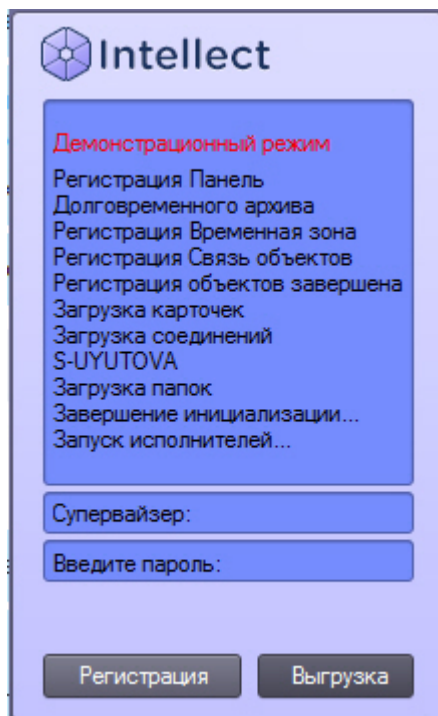 Intellect
Демонстрационный режим
Регистрация Панель
Долговременного архива
Регистрация Временная зона
Регистрация Связь объектов
Регистрация объектов завершена
Загрузка карточек
Загрузка соединений
S-UYUTOVA
Загрузка папок
Завершение инициализации...
Запуск исполнителей...
Супервайзер:
Введите пароль:
Регистрация
Выгрузка